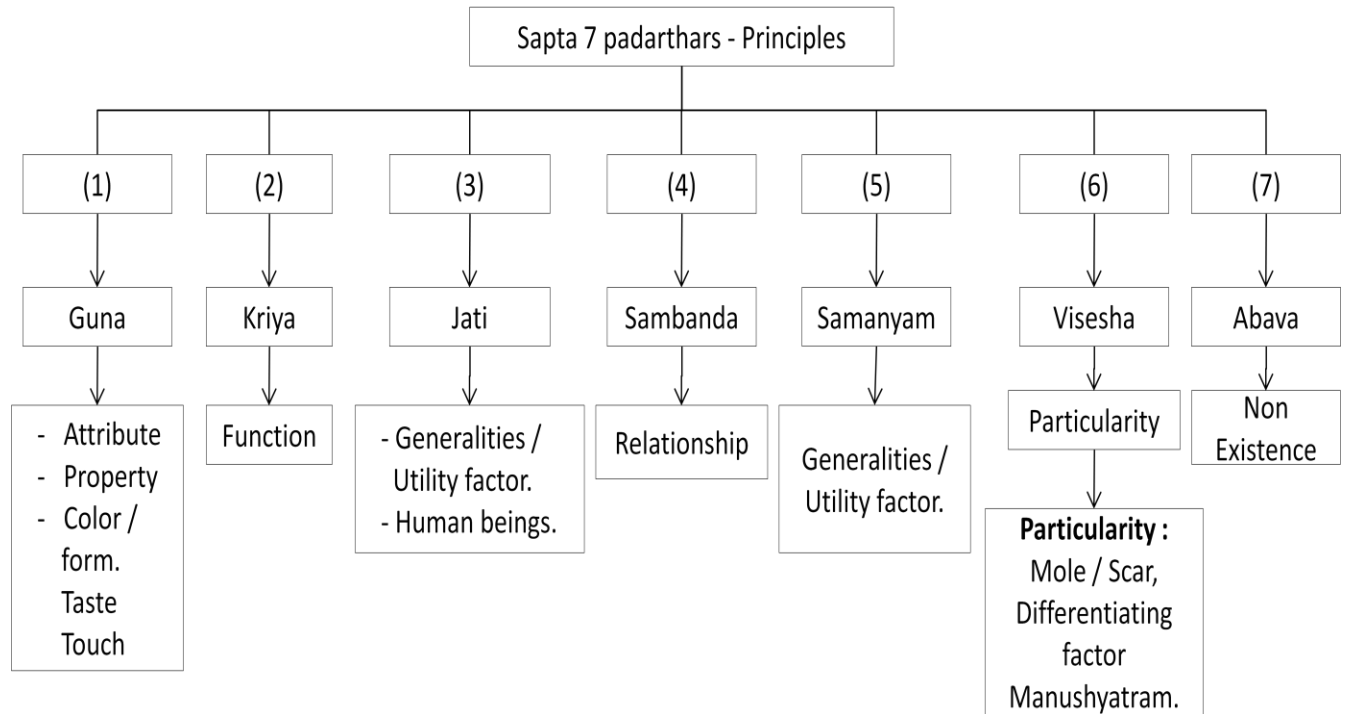 Sapta 7 padarthars - Principles
(1)
(2)
(3)
(4)
(5)
(6)
(7)
Guna
Kriya
Jati
Sambanda
Samanyam
Visesha
Abava
- Attribute
- Property
- Color /
form.
Taste
Touch
Function
- Generalities /
Utility factor.
- Human beings.
Relationship
Generalities /
Utility factor.
Particularity
Non
Existence
Particularity :
Mole / Scar,
Differentiating
factor
Manushyatram.